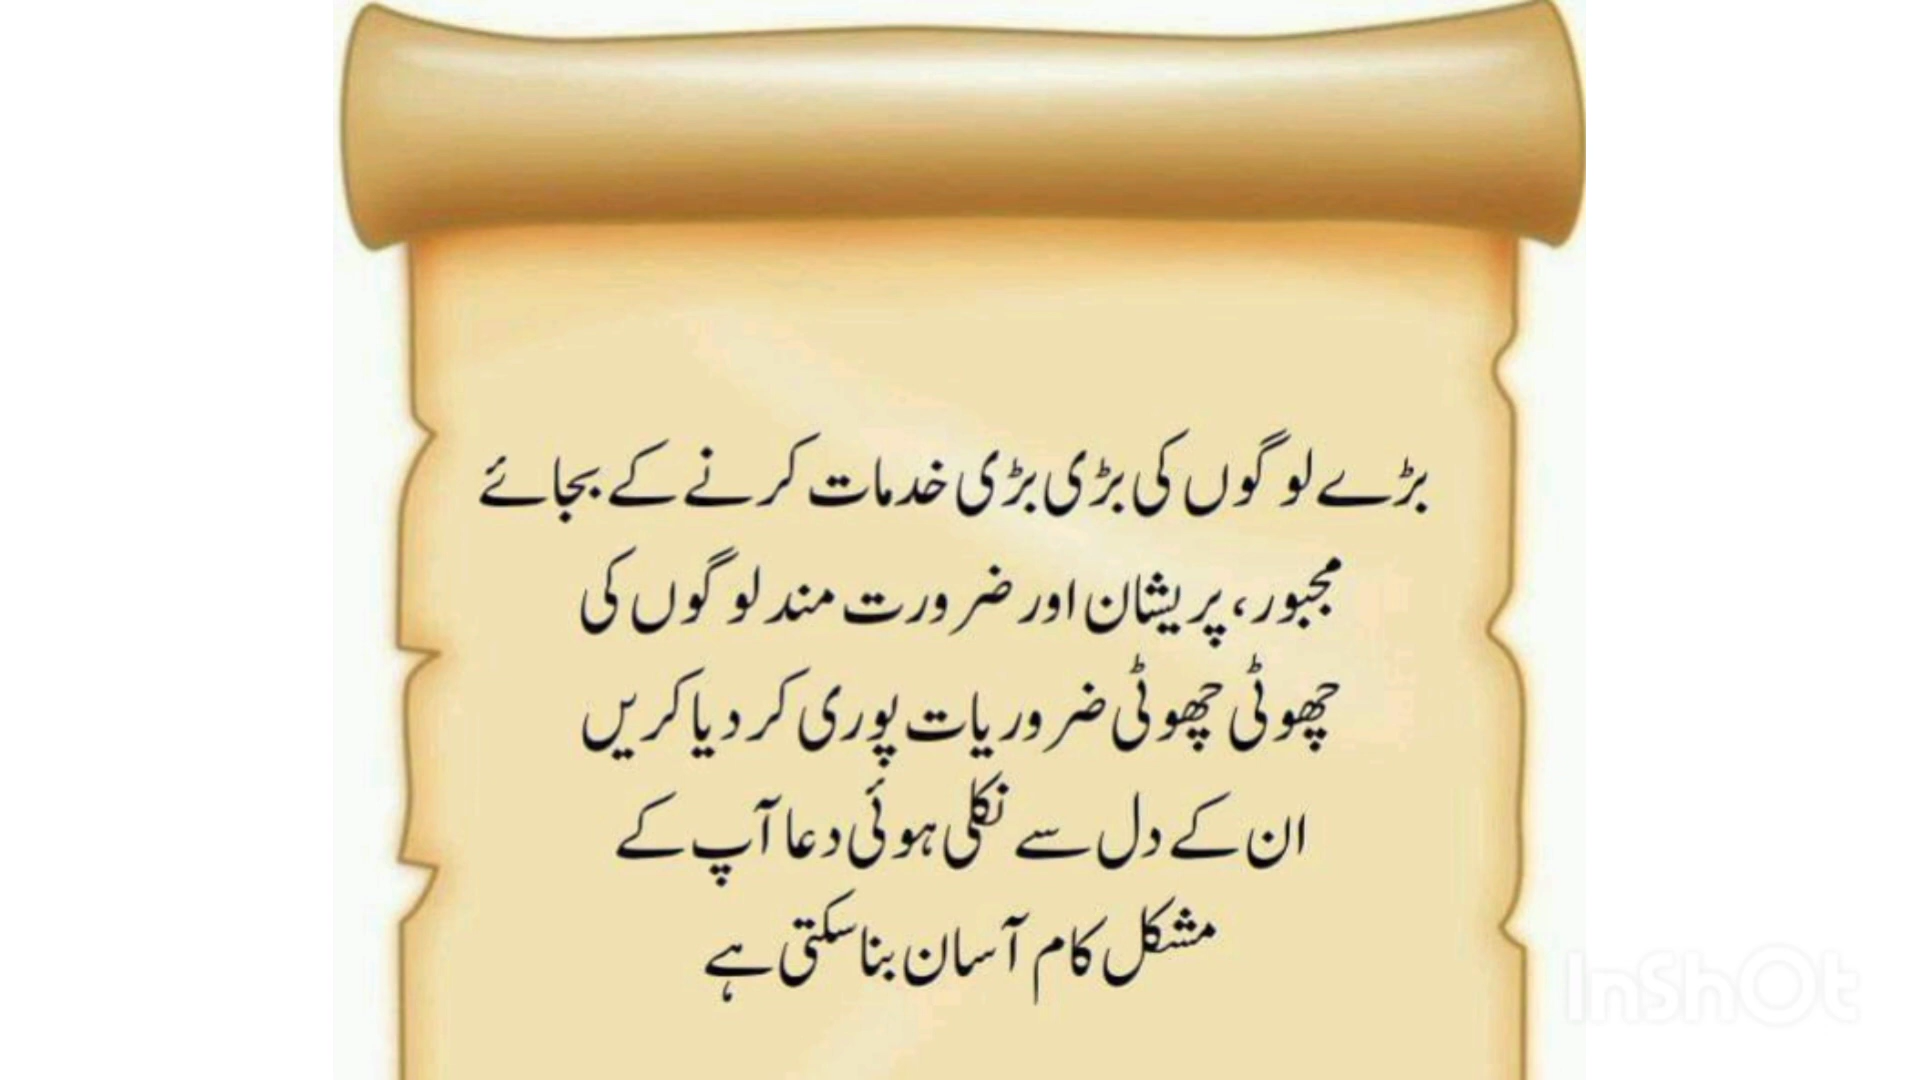 بڑے لوگوں کی بڑی بڑی خدمات کرنے کے بجائے
مجبور، پریشان اور ضرورت مند لوگوں کی
چھوٹی چھوٹی ضروریات پوری کر دیا کریں
ان کے دل سے نکلی ہوئی دعا آپ کے
مشکل کام آسان بنا سکتی ہے
InShOt